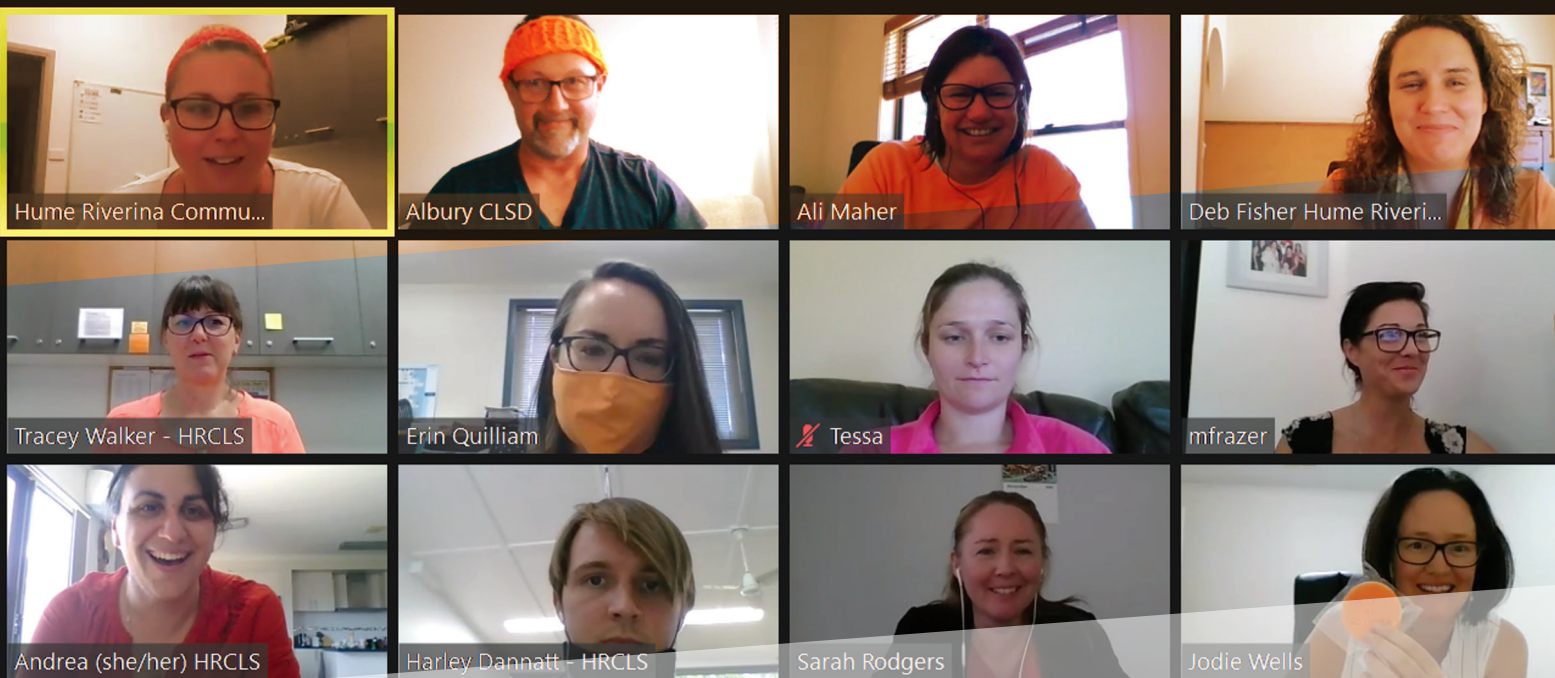 Hume Riverina Commu...
Albury CLSD
Ali Maher
Deb Fisher Hume Riveri...
Tracey Walker - HRCLS
Erin Quilliam
Tessa
mfrazer
Andrea (she/her) HRCLS
Harley Dannatt - HRCLS
Sarah Rodgers
Jodie Wells